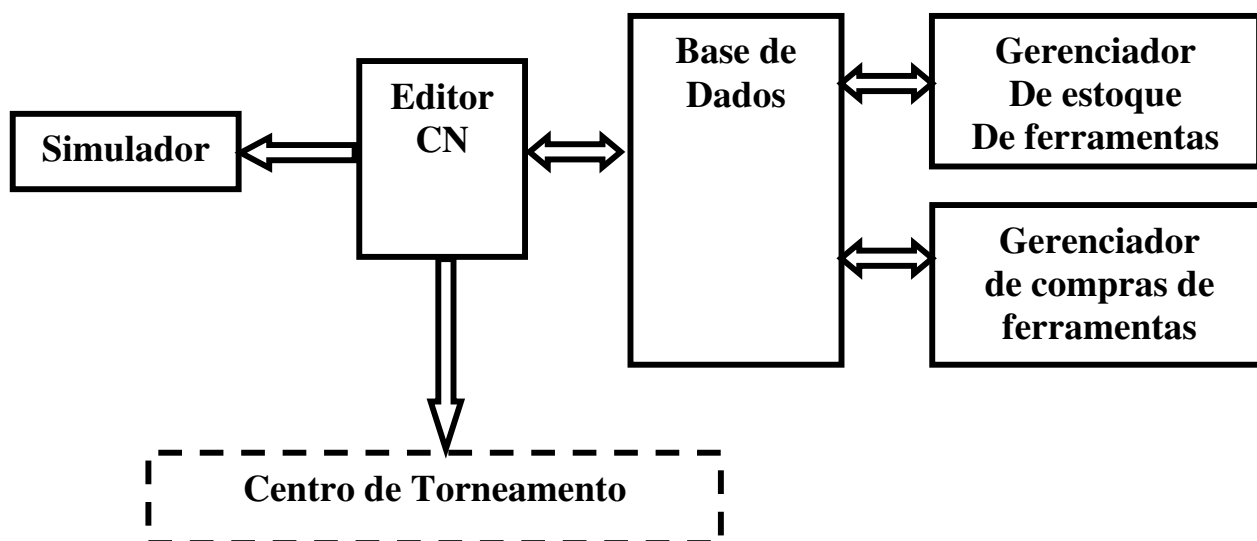 Simulador
Editor
CN
Base de
Dados
Gerenciador
De estoque
De ferramentas
Gerenciador
de compras de
ferramentas
Centro de Torneamento